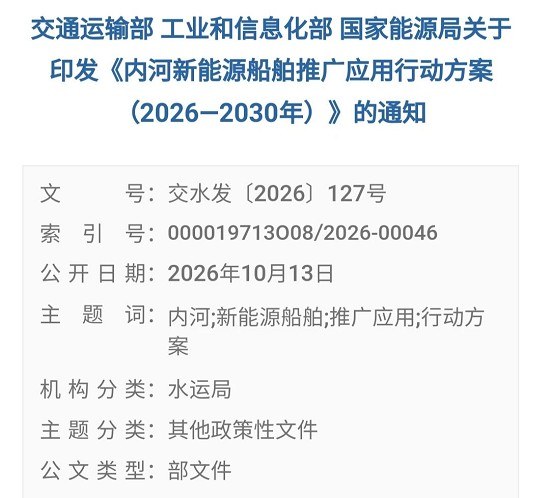 交通运输部 工业和信息化部 国家能源局关于
印发《内河新能源船舶推广应用行动方案
（2026—2030年）》的通知
文 号：交水发〔2026〕127号
索 引 号：000019713O08/2026-00046
公开日期：2026年10月13日
主 题 词：内河;新能源船舶;推广应用;行动方
案
机构分类：水运局
主题分类：其他政策性文件
公文类型：部文件